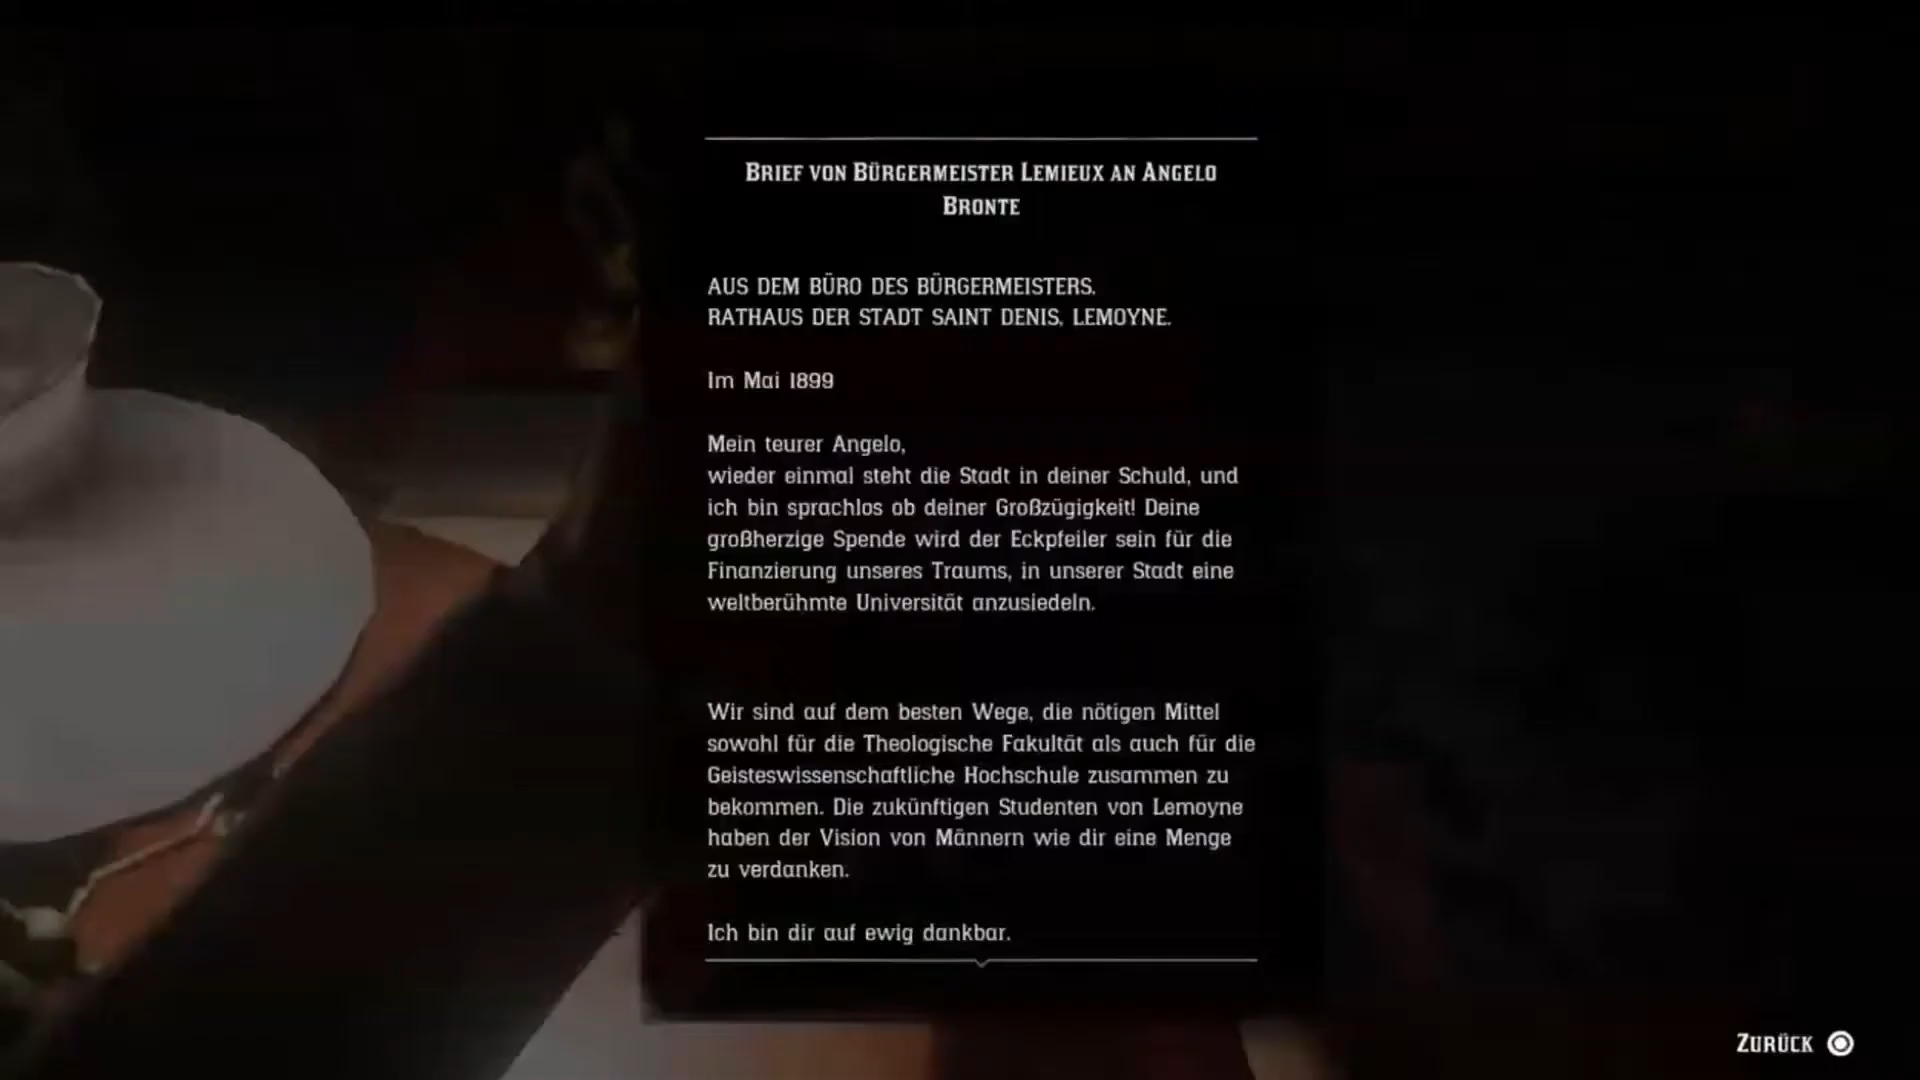 Brief von Bürgermeister Lemieux an Angelo
Bronte
AUS DEM BÜRO DES BÜRGERMEISTERS.
RATHAUS DER STADT SAINT DENIS, LEMOYNE.
Im Mai 1899
Mein teurer Angelo,
wieder einmal steht die Stadt in deiner Schuld, und
ich bin sprachlos ob deiner Großzügigkeit! Deine
großherzige Spende wird der Eckpfeiler sein für die
Finanzierung unseres Traums, in unserer Stadt eine
weltberühmte Universität anzusiedeln.
Wir sind auf dem besten Wege, die nötigen Mittel
sowohl für die Theologische Fakultät als auch für die
Geisteswissenschaftliche Hochschule zusammen zu
bekommen. Die zukünftigen Studenten von Lemoyne
haben der Vision von Männern wie dir eine Menge
zu verdanken.
Ich bin dir auf ewig dankbar.
Zurück